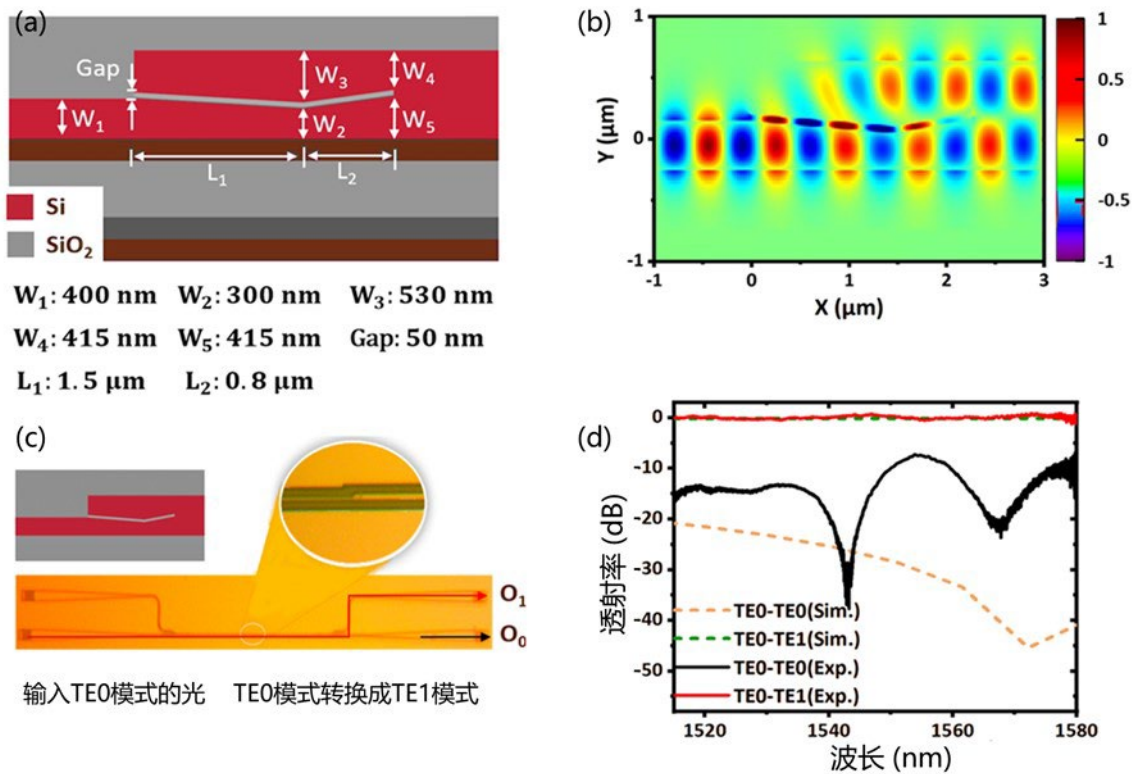 (a)
Gap
W₁
W₃
W₄
W₂
W₅
L₁
L₂
Si
SiO₂
W₁: 400 nm W₂: 300 nm W₃: 530 nm
W₄: 415 nm W₅: 415 nm Gap: 50 nm
L₁: 1.5 μm L₂: 0.8 μm
(b)
1
0
-1
Y (μm)
-1 0 1 2 3
X (μm)
1
0.5
0
-0.5
-1
(c)
O₁
O₀
输入TE0模式的光 TE0模式转换成TE1模式
(d)
0
-10
-20
-30
-40
-50
透射率 (dB)
TE0-TE0(Sim.)
TE0-TE1(Sim.)
TE0-TE0(Exp.)
TE0-TE1(Exp.)
1520 1540 1560 1580
波长 (nm)